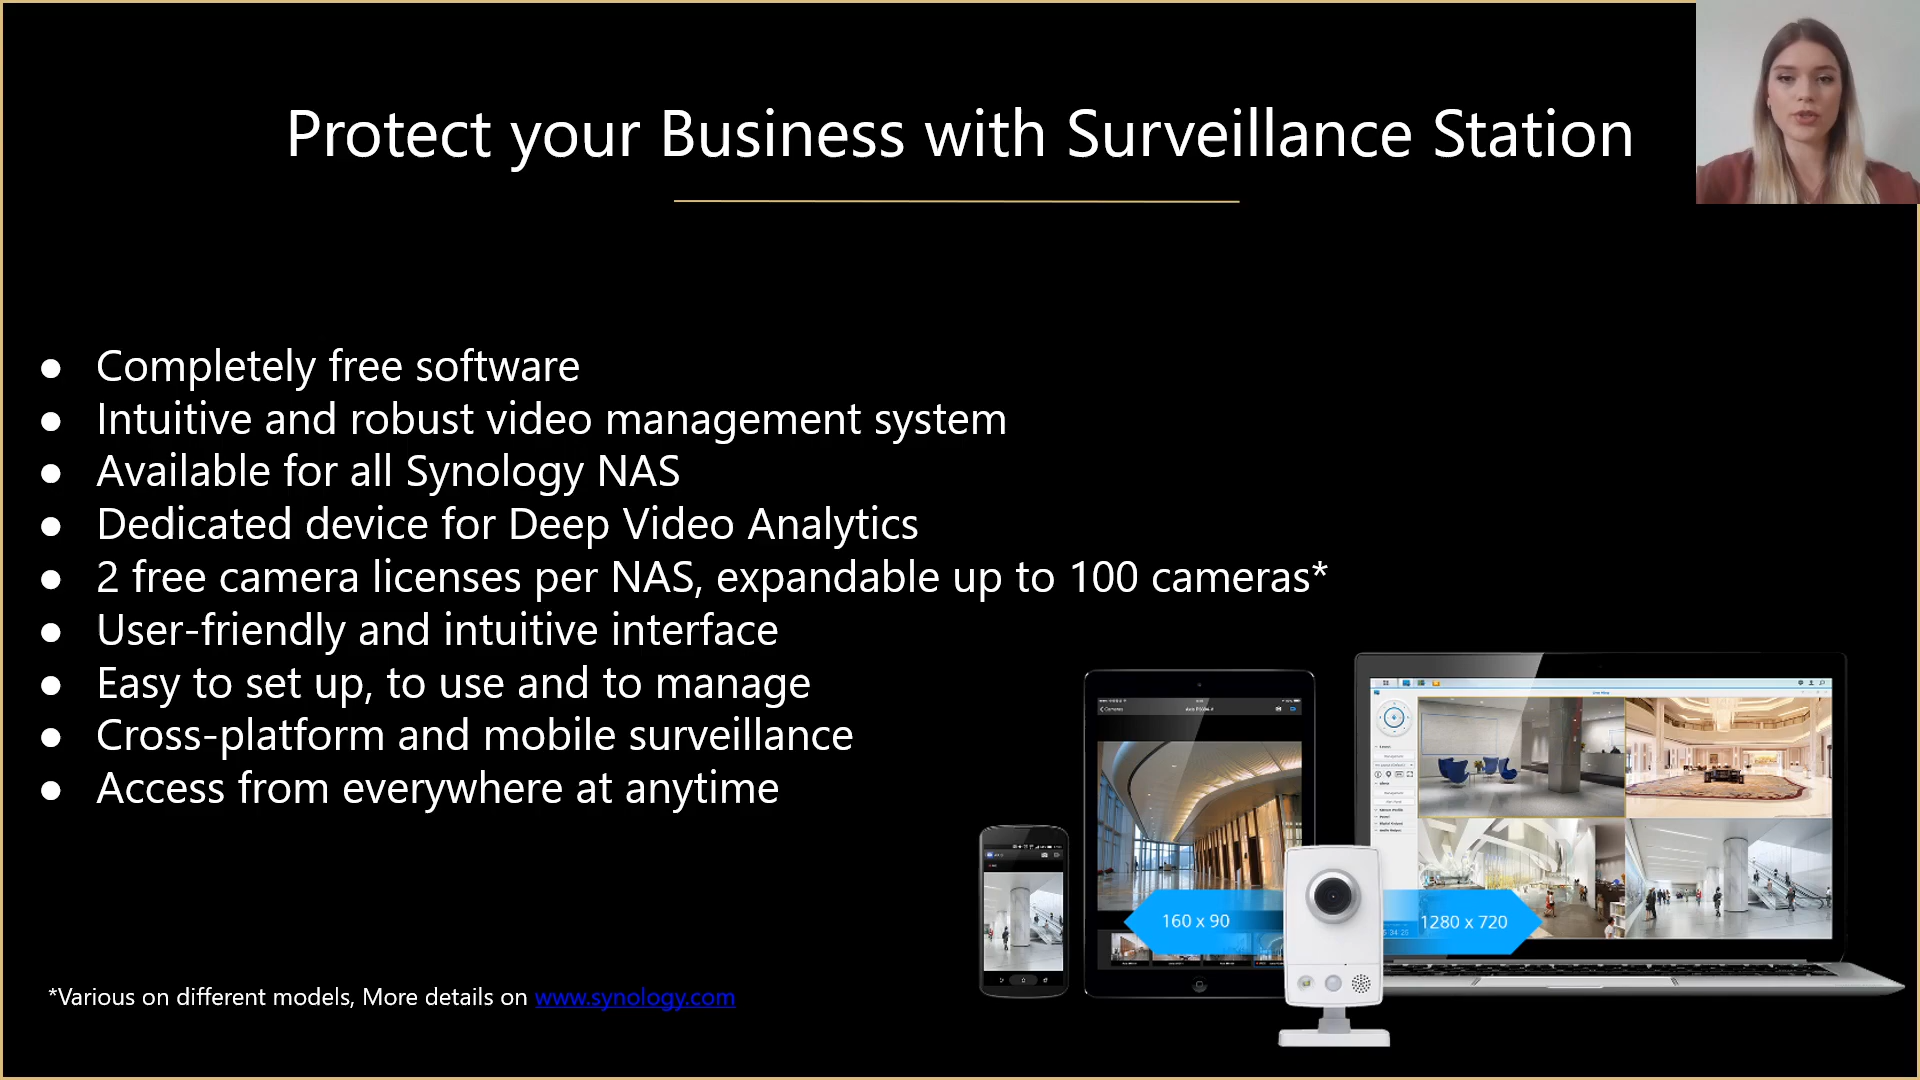 Protect your Business with Surveillance Station
● Completely free software
● Intuitive and robust video management system
● Available for all Synology NAS
● Dedicated device for Deep Video Analytics
● 2 free camera licenses per NAS, expandable up to 100 cameras*
● User-friendly and intuitive interface
● Easy to set up, to use and to manage
● Cross-platform and mobile surveillance
● Access from everywhere at anytime
160 x 90
1280 x 720
*Various on different models, More details on www.synology.com